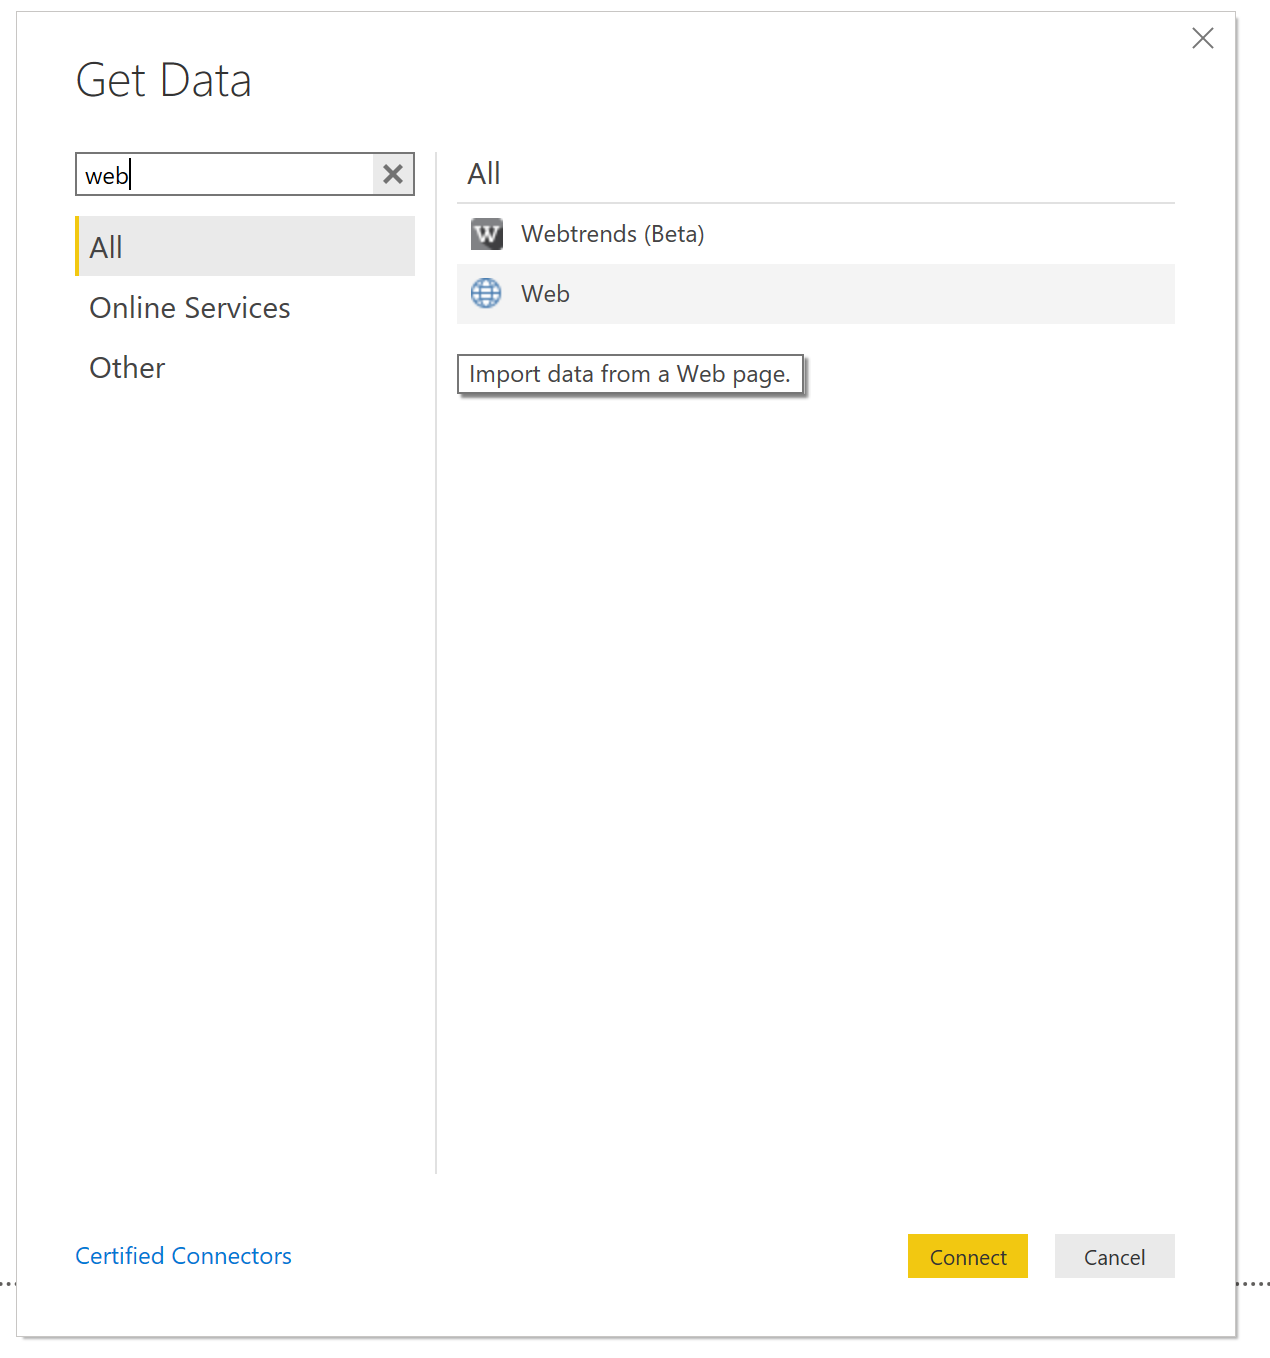 Get Data
web
All
Online Services
Other
All
W Webtrends (Beta)
Web
Import data from a Web page.
Certified Connectors
Connect
Cancel